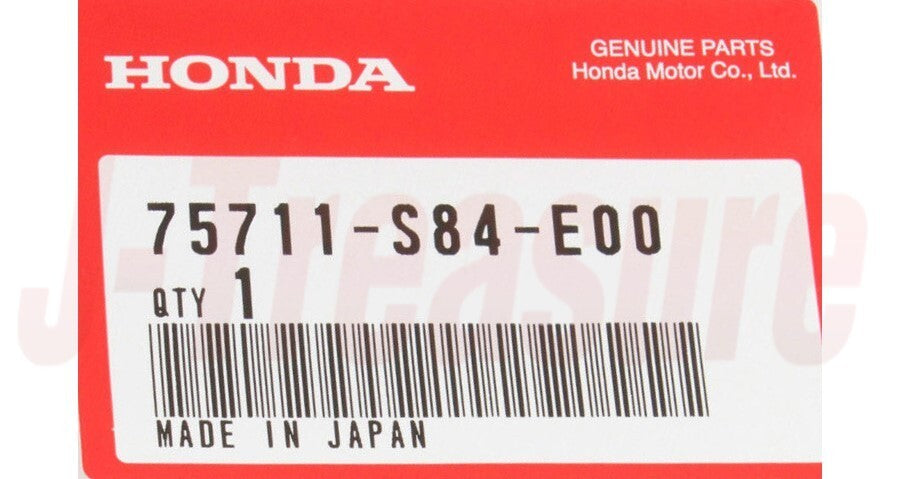 HONDA
GENUINE PARTS
Honda Motor Co., Ltd.
75711-S84-E00
QTY 1
MADE IN JAPAN
J-Treasure